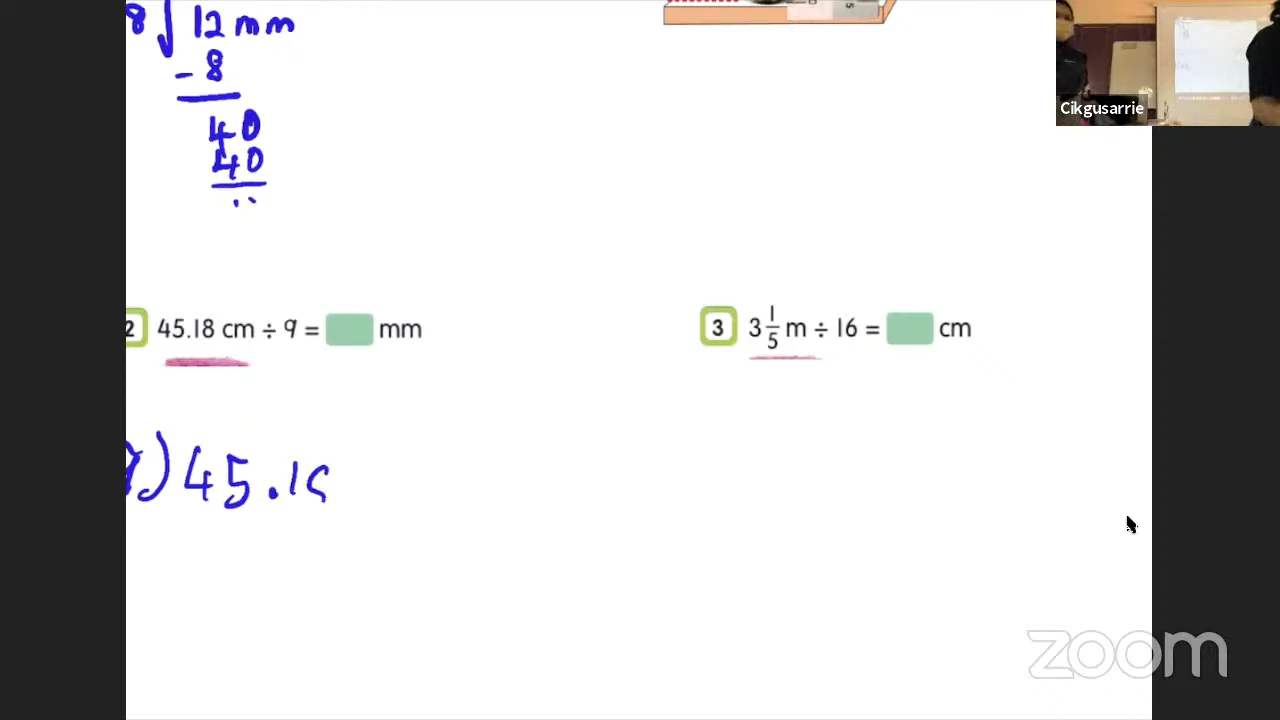 8 12 mm
- 8
40
40
Cikgusarrie
2 45.18 cm ÷ 9 = mm
3 3 1/5 m ÷ 16 = cm
9) 45.18
zoom